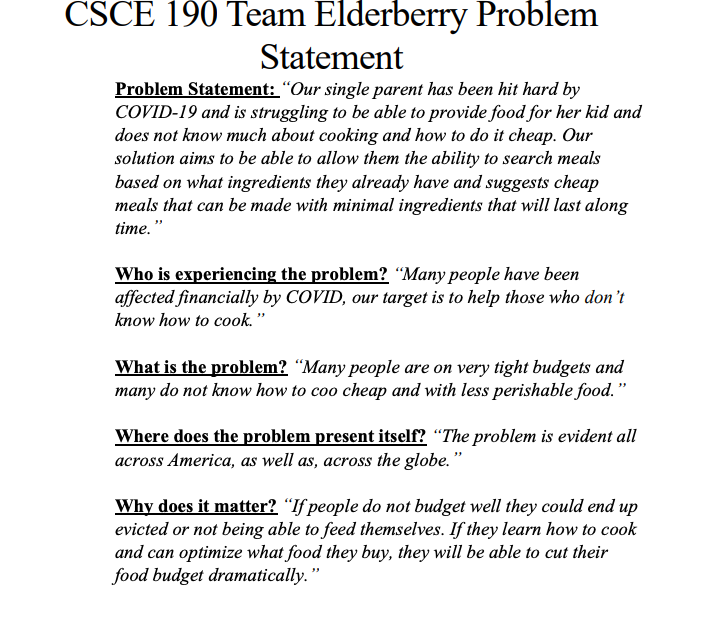 CSCE 190 Team Elderberry Problem
Statement
Problem Statement: “Our single parent has been hit hard by
COVID-19 and is struggling to be able to provide food for her kid and
does not know much about cooking and how to do it cheap. Our
solution aims to be able to allow them the ability to search meals
based on what ingredients they already have and suggests cheap
meals that can be made with minimal ingredients that will last along
time.”
Who is experiencing the problem? “Many people have been
affected financially by COVID, our target is to help those who don’t
know how to cook.”
What is the problem? “Many people are on very tight budgets and
many do not know how to coo cheap and with less perishable food.”
Where does the problem present itself? “The problem is evident all
across America, as well as, across the globe.”
Why does it matter? “If people do not budget well they could end up
evicted or not being able to feed themselves. If they learn how to cook
and can optimize what food they buy, they will be able to cut their
food budget dramatically.”